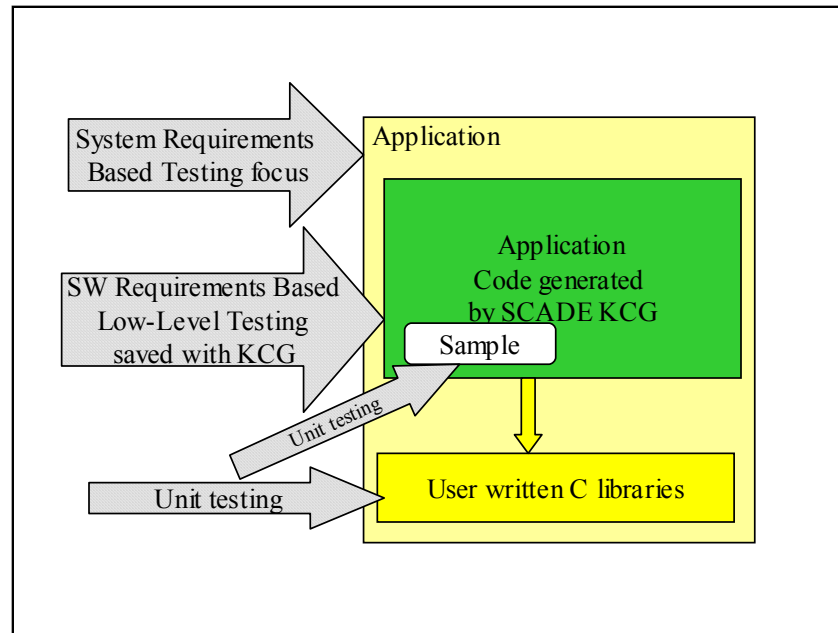 System Requirements
Based Testing focus
Application
SW Requirements Based
Low-Level Testing
saved with KCG
Application
Code generated
by SCADE KCG
Sample
Unit testing
Unit testing
User written C libraries